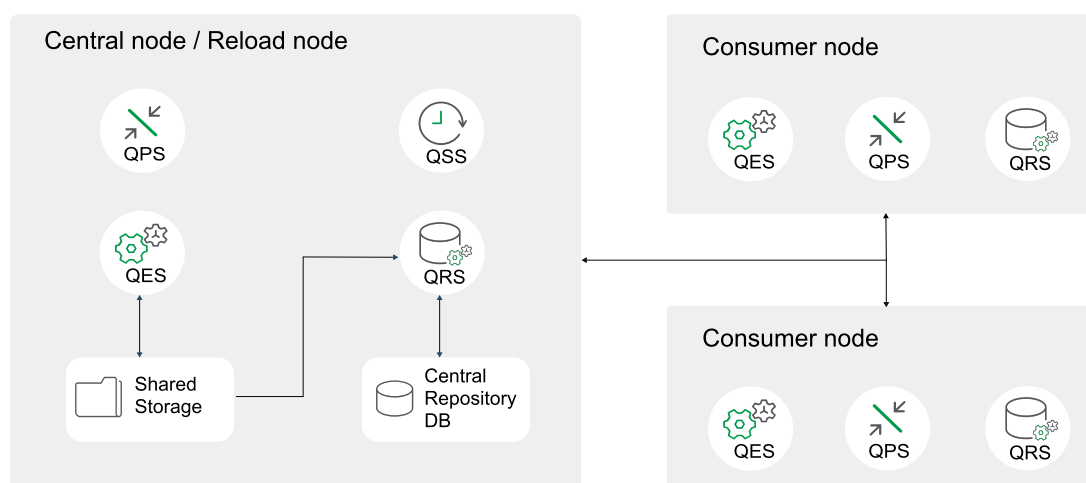 Central node / Reload node
QPS
QSS
QES
QRS
Shared
Storage
Central
Repository
DB
Consumer node
QES
QPS
QRS
Consumer node
QES
QPS
QRS